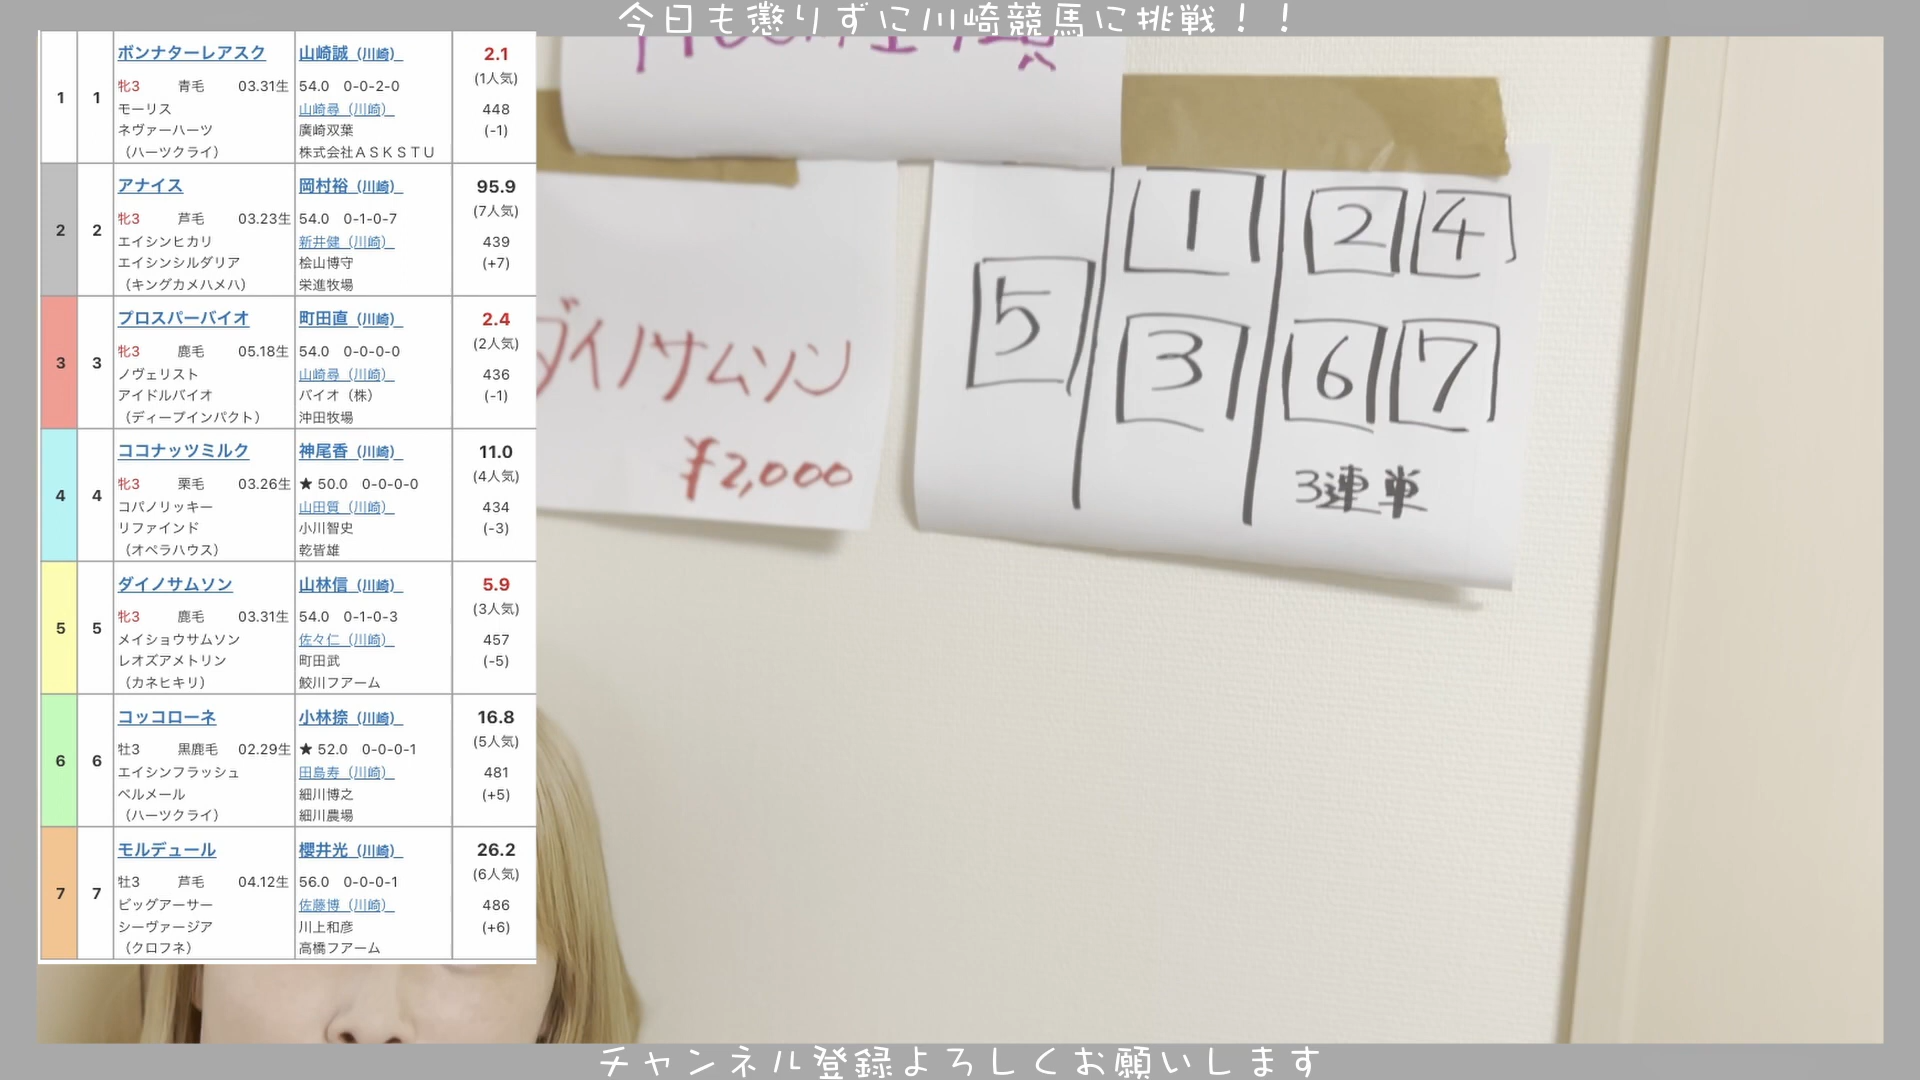 今日も懲りずに川崎競馬に挑戦！！
1 1 ボンナターレアスク 山崎誠（川崎） 2.1
(1人気)
牝3 青毛 03.31生 54.0 0-0-2-0
モーリス 山崎尋（川崎） 448
ネヴァーハーツ 廣崎双葉 (-1)
（ハーツクライ） 株式会社ＡＳＫＳＴＵ
2 2 アナイス 岡村裕（川崎） 95.9
(7人気)
牝3 芦毛 03.23生 54.0 0-1-0-7
エイシンヒカリ 新井健（川崎） 439
エイシンシルダリア 桧山博守 (+7)
（キングカメハメハ） 栄進牧場
3 3 プロスパーバイオ 町田直（川崎） 2.4
(2人気)
牝3 鹿毛 05.18生 54.0 0-0-0-0
ノヴェリスト 山崎尋（川崎） 436
アイドルバイオ バイオ（株） (-1)
（ディープインパクト） 沖田牧場
4 4 ココナッツミルク 神尾香（川崎） 11.0
(4人気)
牝3 栗毛 03.26生 ★ 50.0 0-0-0-0
コパノリッキー 山田質（川崎） 434
リファインド 小川智史 (-3)
（オペラハウス） 乾皆雄
5 5 ダイノサムソン 山林信（川崎） 5.9
(3人気)
牝3 鹿毛 03.31生 54.0 0-1-0-3
メイショウサムソン 佐々仁（川崎） 457
レオズアメトリン 町田武 (-5)
（カネヒキリ） 鮫川フアーム
6 6 コッコローネ 小林捺（川崎） 16.8
(5人気)
牡3 黒鹿毛 02.29生 ★ 52.0 0-0-0-1
エイシンフラッシュ 田島寿（川崎） 481
ベルメール 細川博之 (+5)
（ハーツクライ） 細川農場
7 7 モルデュール 櫻井光（川崎） 26.2
(6人気)
牡3 芦毛 04.12生 56.0 0-0-0-1
ビッグアーサー 佐藤博（川崎） 486
シーヴァージア 川上和彦 (+6)
（クロフネ） 高橋フアーム
ダイノサムソン
¥2,000
1 2 4
5
3 6 7
3連単
チャンネル登録よろしくお願いします